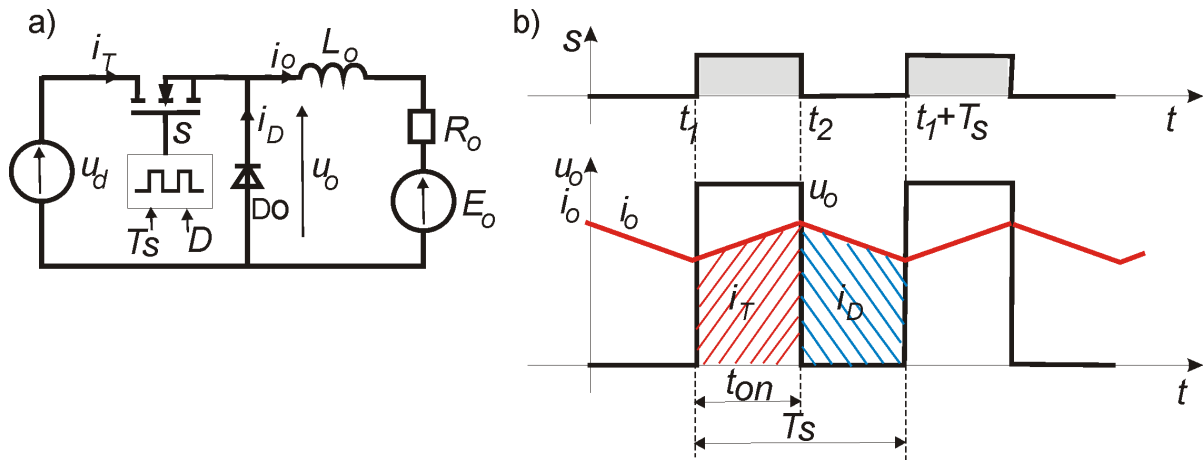 a)
i_T
i_o
L_o
s
i_D
u_o
R_o
u_d
Do
E_o
Ts
D
b)
s
t_1
t_2
t_1+T_s
t
u_o
i_o
i_o
u_o
i_T
i_D
t_on
Ts
t